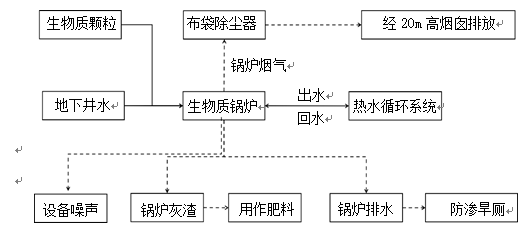 生物质颗粒 布袋除尘器 经 20m 高烟囱排放
锅炉烟气
地下井水 生物质锅炉 出水 热水循环系统
回水
设备噪声 锅炉灰渣 用作肥料 锅炉排水 防渗旱厕